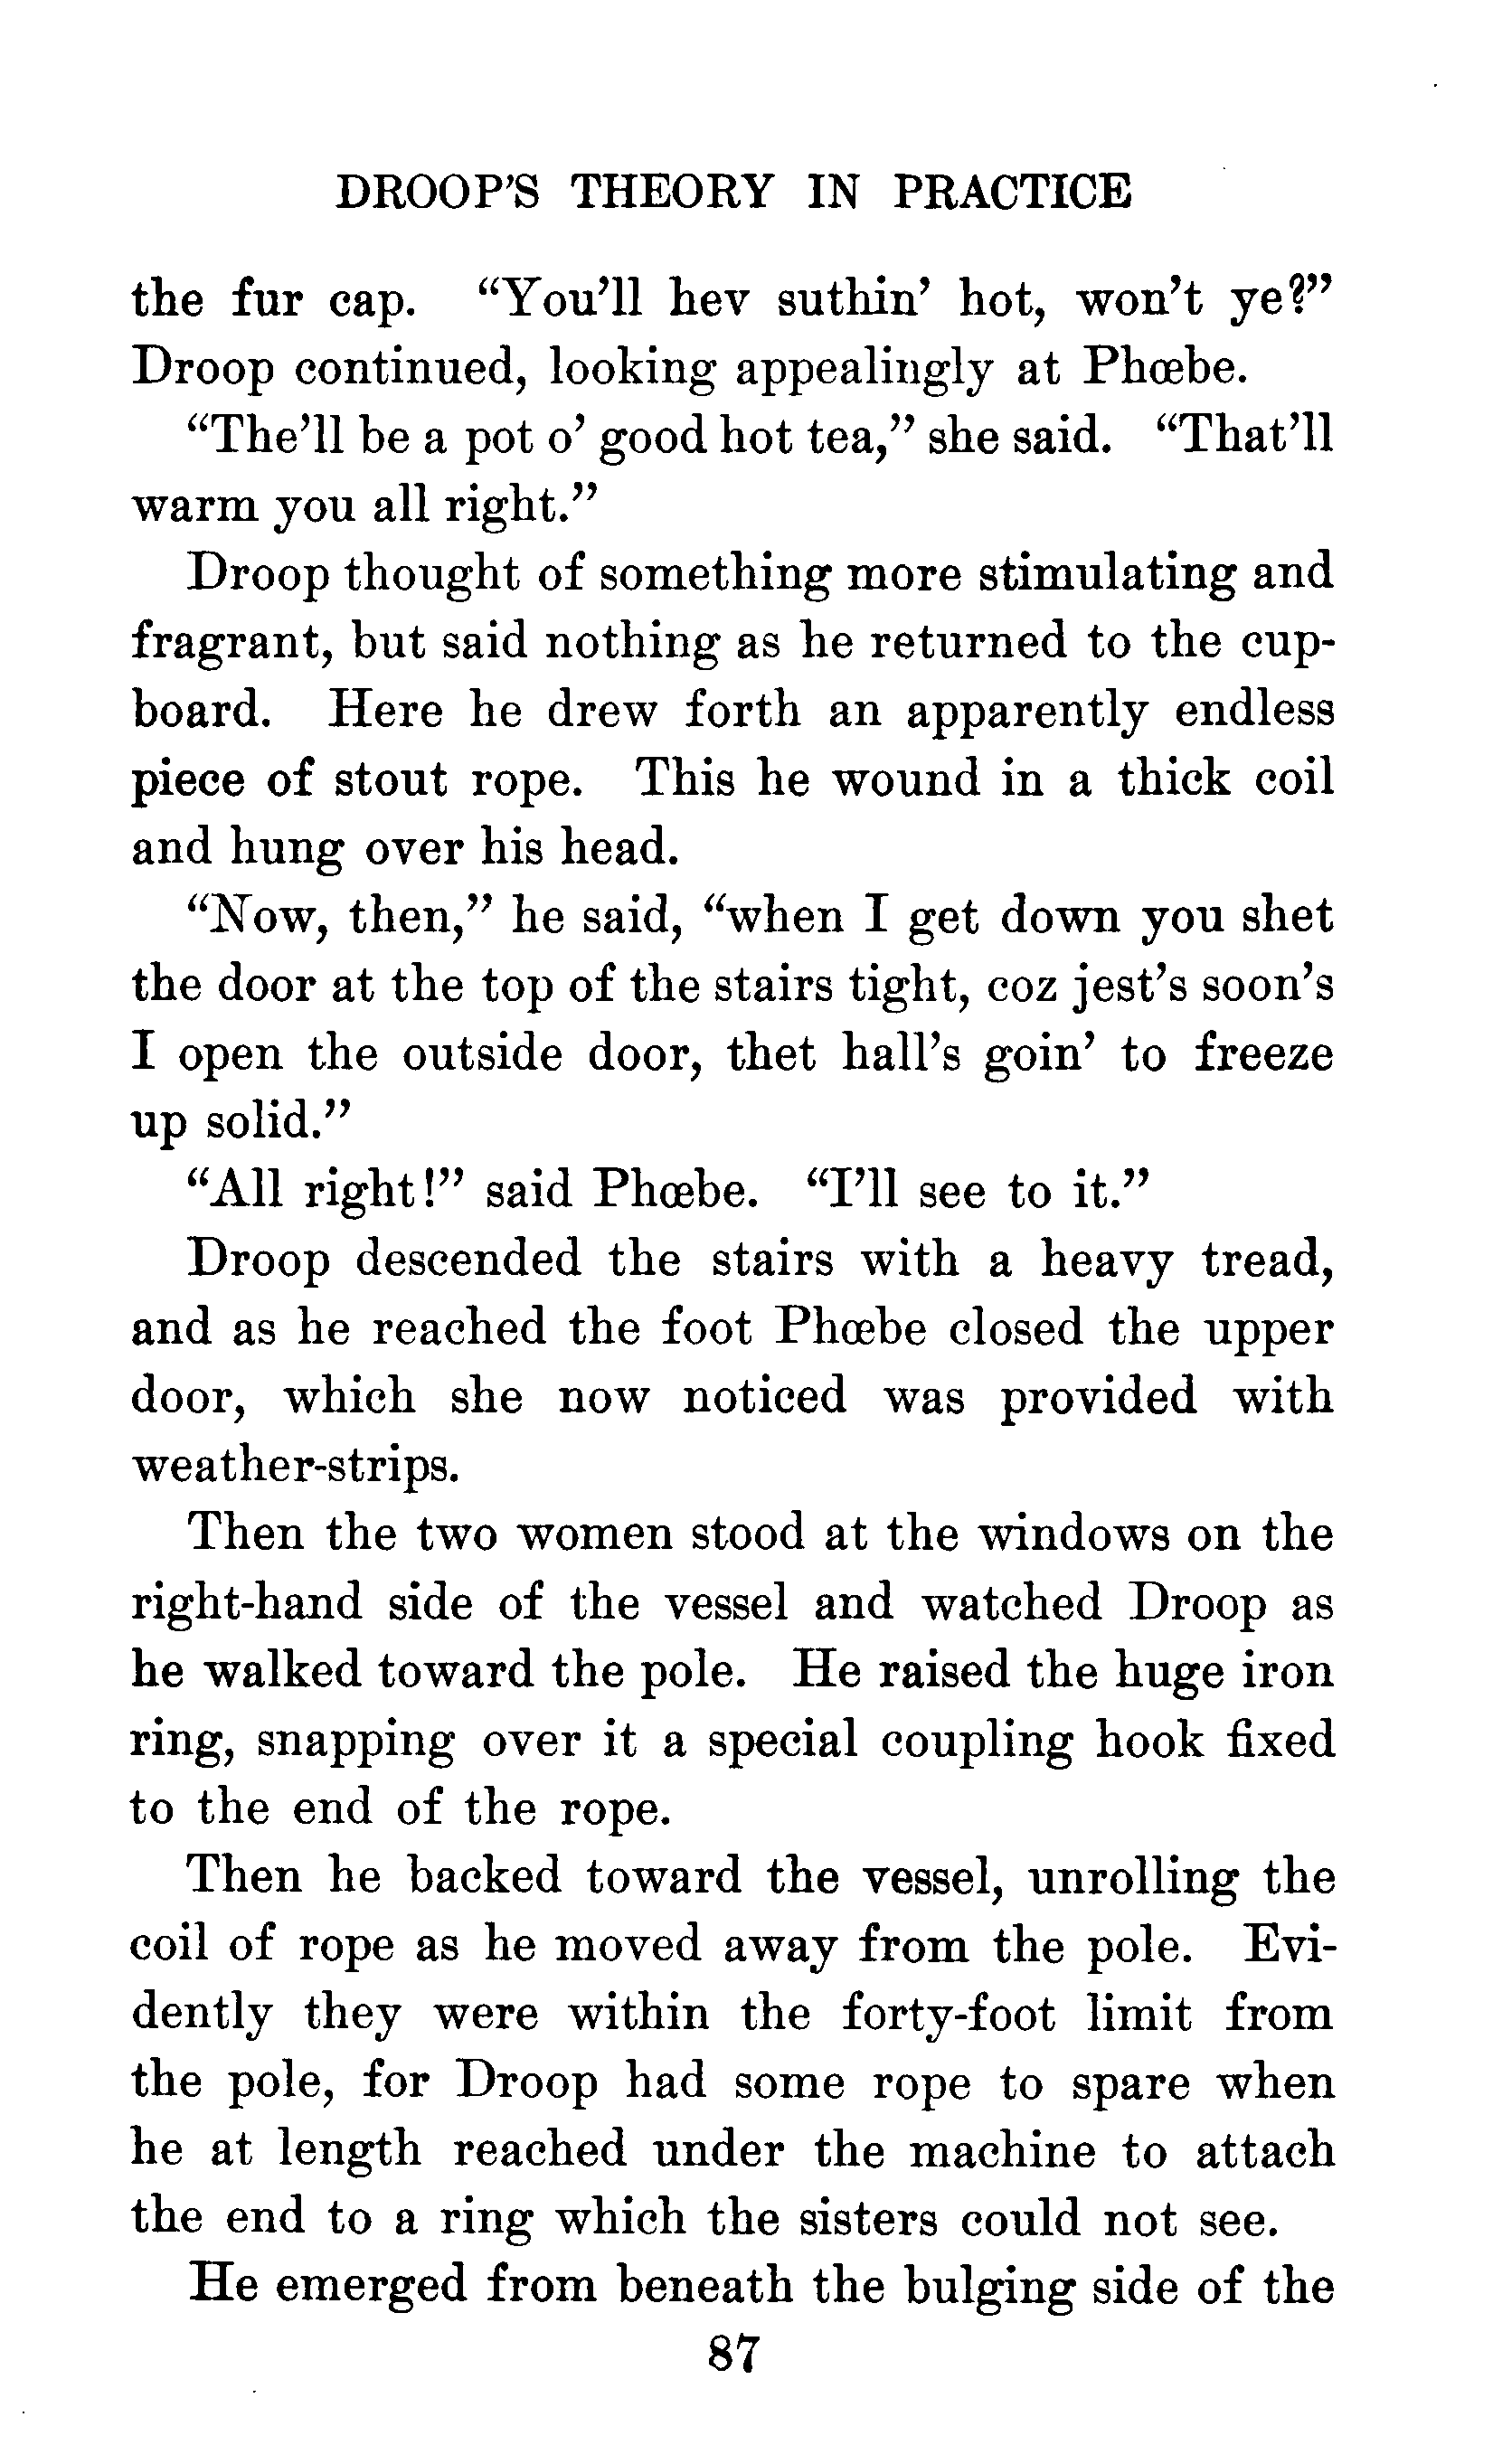 DROOP'S THEORY IN PRACTICE
the fur cap. “You'll hev suthin' hot, won't ye?”
Droop continued, looking appealingly at Phœbe.
“The'll be a pot o' good hot tea,” she said. “That'll
warm you all right.”
Droop thought of something more stimulating and
fragrant, but said nothing as he returned to the cup-
board. Here he drew forth an apparently endless
piece of stout rope. This he wound in a thick coil
and hung over his head.
“Now, then,” he said, “when I get down you shet
the door at the top of the stairs tight, coz jest's soon's
I open the outside door, thet hall's goin' to freeze
up solid.”
“All right!” said Phœbe. “I'll see to it.”
Droop descended the stairs with a heavy tread,
and as he reached the foot Phœbe closed the upper
door, which she now noticed was provided with
weather-strips.
Then the two women stood at the windows on the
right-hand side of the vessel and watched Droop as
he walked toward the pole. He raised the huge iron
ring, snapping over it a special coupling hook fixed
to the end of the rope.
Then he backed toward the vessel, unrolling the
coil of rope as he moved away from the pole. Evi-
dently they were within the forty-foot limit from
the pole, for Droop had some rope to spare when
he at length reached under the machine to attach
the end to a ring which the sisters could not see.
He emerged from beneath the bulging side of the
87